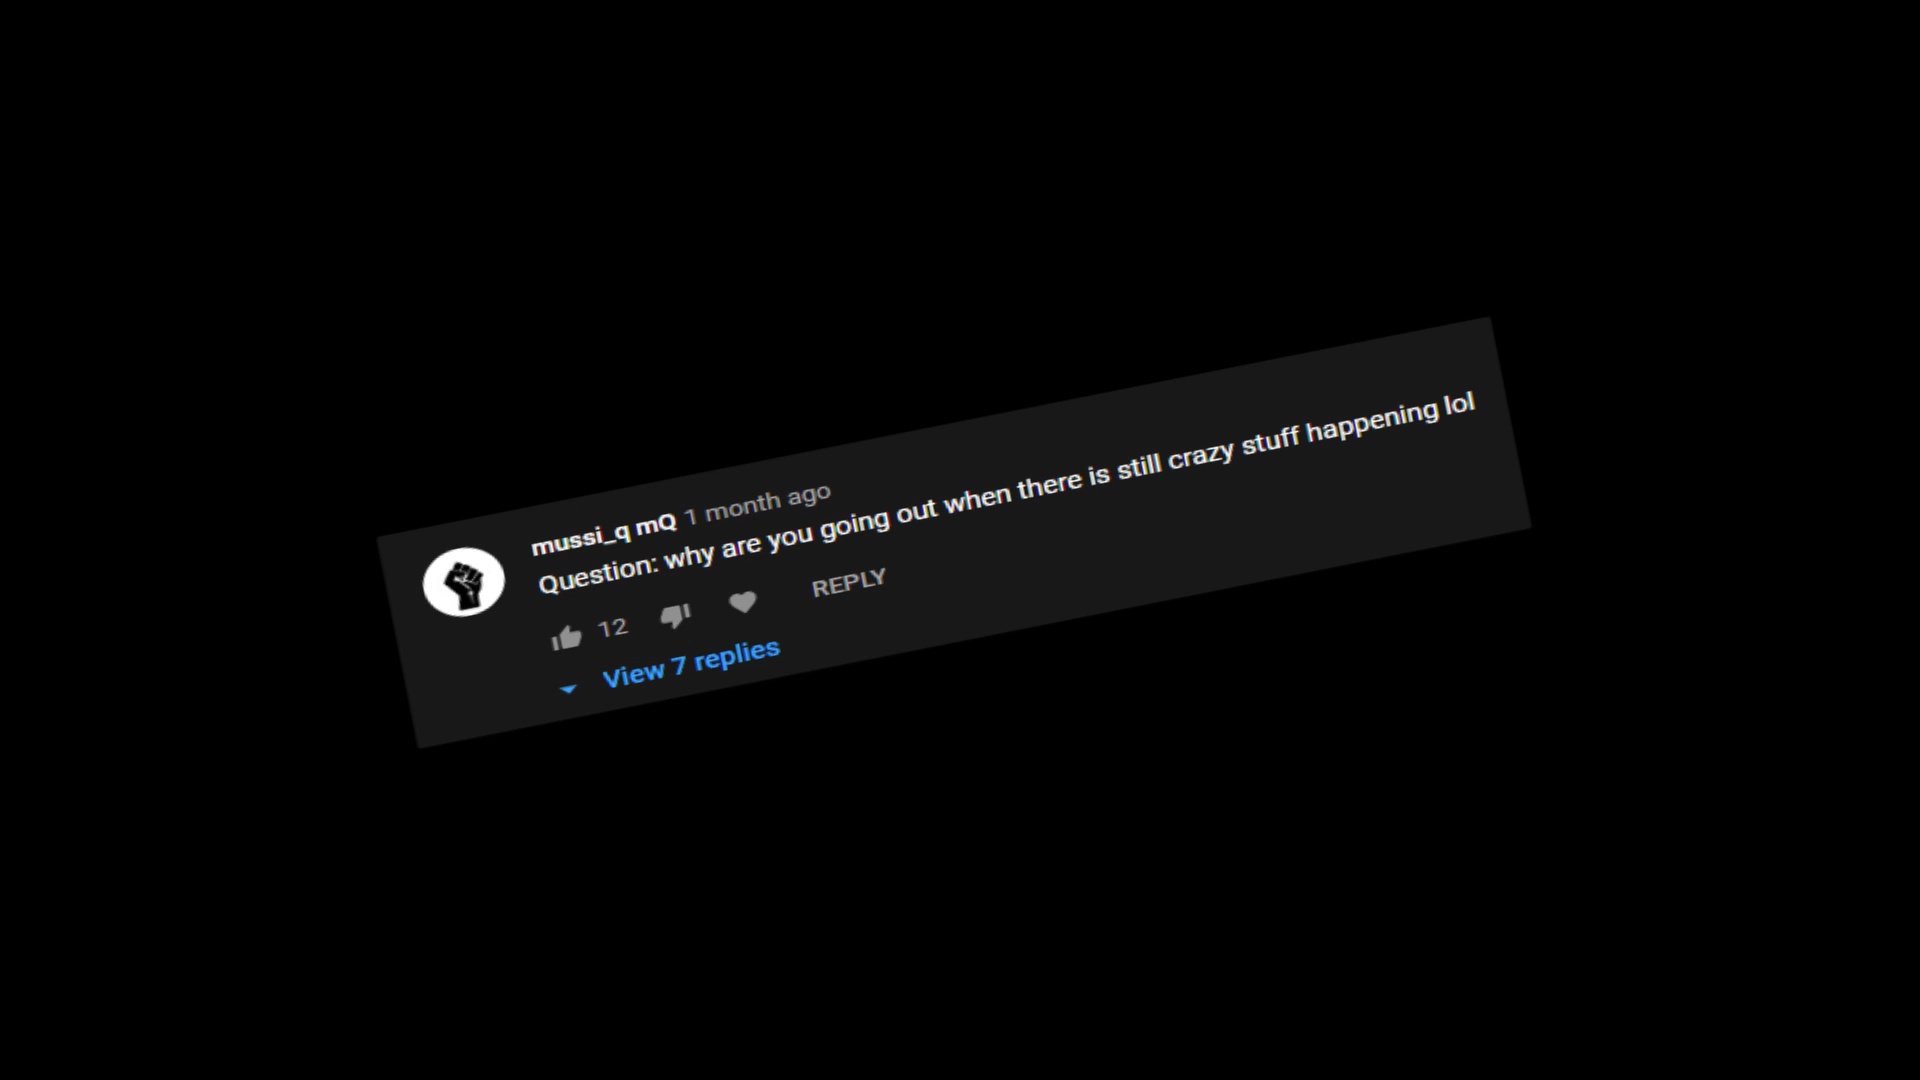 mussi_q mQ 1 month ago
Question: why are you going out when there is still crazy stuff happening lol
12 REPLY
View 7 replies